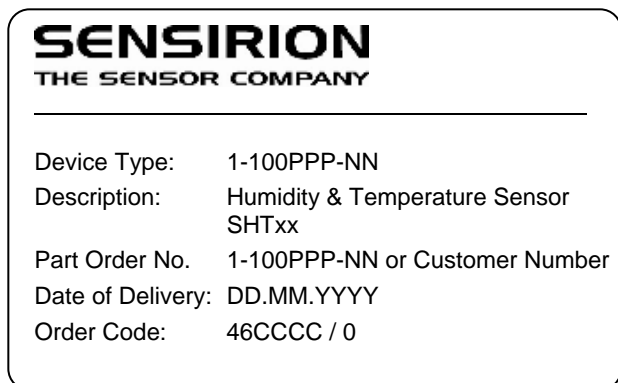 SENSIRION
THE SENSOR COMPANY
Device Type: 1-100PPP-NN
Description: Humidity & Temperature Sensor
SHTxx
Part Order No. 1-100PPP-NN or Customer Number
Date of Delivery: DD.MM.YYYY
Order Code: 46CCCC / 0